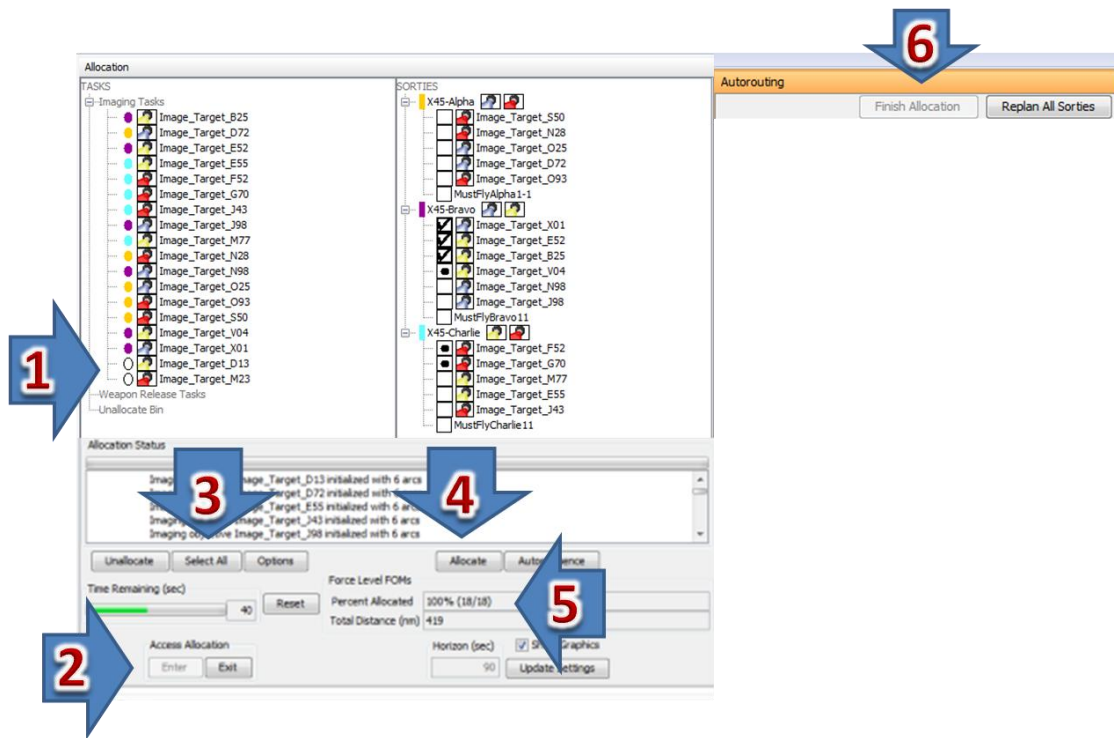 6
Allocation
Autorouting
Finish Allocation Replan All Sorties
TASKS
Imaging Tasks
Image_Target_B25
Image_Target_D72
Image_Target_E52
Image_Target_E55
Image_Target_F52
Image_Target_G70
Image_Target_J43
Image_Target_J98
Image_Target_M77
Image_Target_N28
Image_Target_N98
Image_Target_O25
Image_Target_O93
Image_Target_S50
Image_Target_V04
Image_Target_X01
Image_Target_D13
Image_Target_M23
Weapon Release Tasks
Unallocate Bin
1
SORTIES
X45-Alpha
Image_Target_S50
Image_Target_N28
Image_Target_O25
Image_Target_D72
Image_Target_O93
MustFlyAlpha1-1
X45-Bravo
Image_Target_X01
Image_Target_E52
Image_Target_B25
Image_Target_V04
Image_Target_N98
Image_Target_J98
MustFlyBravo11
X45-Charlie
Image_Target_F52
Image_Target_G70
Image_Target_M77
Image_Target_E55
Image_Target_J43
MustFlyCharlie11
Allocation Status
3
4
Image_Target_D13 initialized with 6 arcs
Image_Target_D72 initialized with
Image_Target_E55 initialized with
Imaging Image_Target_J43 initialized with 6 arcs
Imaging Image_Target_J98 initialized with 6 arcs
Unallocate Select All Options Allocate
Time Remaining (sec)
40 Reset
Force Level FOMs
Percent Allocated 100% (18/18)
Total Distance (nm) 419
5
2
Access Allocation
Enter Exit
Horizon (sec)
90 Update